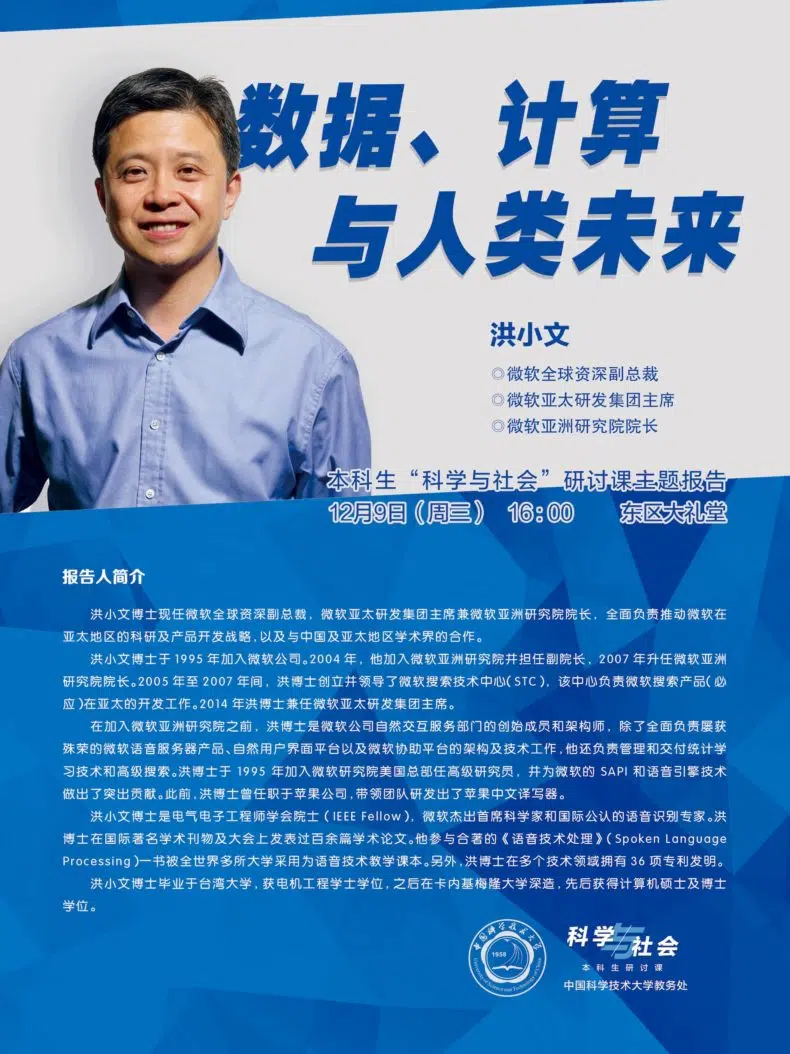 数据、计算
与人类未来
洪小文
◎微软全球资深副总裁
◎微软亚太研发集团主席
◎微软亚洲研究院院长
本科生“科学与社会”研讨课主题报告
12月9日（周三） 16:00 东区大礼堂
报告人简介
洪小文博士现任微软全球资深副总裁，微软亚太研发集团主席兼微软亚洲研究院院长，全面负责推动微软在
亚太地区的科研及产品开发战略，以及与中国及亚太地区学术界的合作。
洪小文博士于1995年加入微软公司。2004年，他加入微软亚洲研究院并担任副院长，2007年升任微软亚洲
研究院院长。2005年至2007年间，洪博士创立并领导了微软搜索技术中心（STC），该中心负责微软搜索产品（必
应）在亚太的开发工作。2014年洪博士兼任微软亚太研发集团主席。
在加入微软亚洲研究院之前，洪博士是微软公司自然交互服务部门的创始成员和架构师，除了全面负责屡获
殊荣的微软语音服务器产品、自然用户界面平台以及微软协助平台的架构及技术工作，他还负责管理和交付统计学
习技术和高级搜索。洪博士于1995年加入微软研究院美国总部任高级研究员，并为微软的SAPI和语音引擎技术
做出了突出贡献。此前，洪博士曾任职于苹果公司，带领团队研发出了苹果中文译写器。
洪小文博士是电气电子工程师学会院士（IEEE Fellow），微软杰出首席科学家和国际公认的语音识别专家。洪
博士在国际著名学术刊物及大会上发表过百余篇学术论文。他参与合著的《语音技术处理》（Spoken Language
Processing）一书被全世界多所大学采用为语音技术教学课本。另外，洪博士在多个技术领域拥有36项专利发明。
洪小文博士毕业于台湾大学，获电机工程学士学位，之后在卡内基梅隆大学深造，先后获得计算机硕士及博士
学位。
中国科学技术大学
1958
University of Science and Technology of China
科学与社会
本科生研讨课
中国科学技术大学教务处